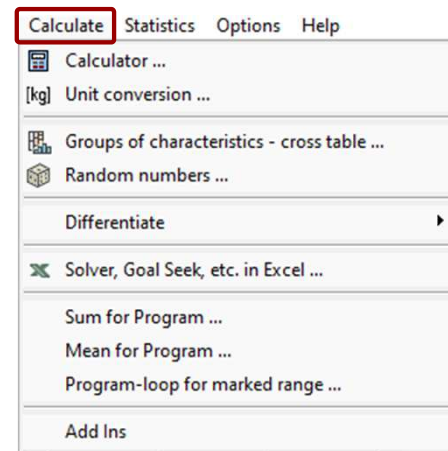 Calculate Statistics Options Help
Calculator ...
[kg] Unit conversion ...
Groups of characteristics - cross table ...
Random numbers ...
Differentiate
Solver, Goal Seek, etc. in Excel ...
Sum for Program ...
Mean for Program ...
Program-loop for marked range ...
Add Ins